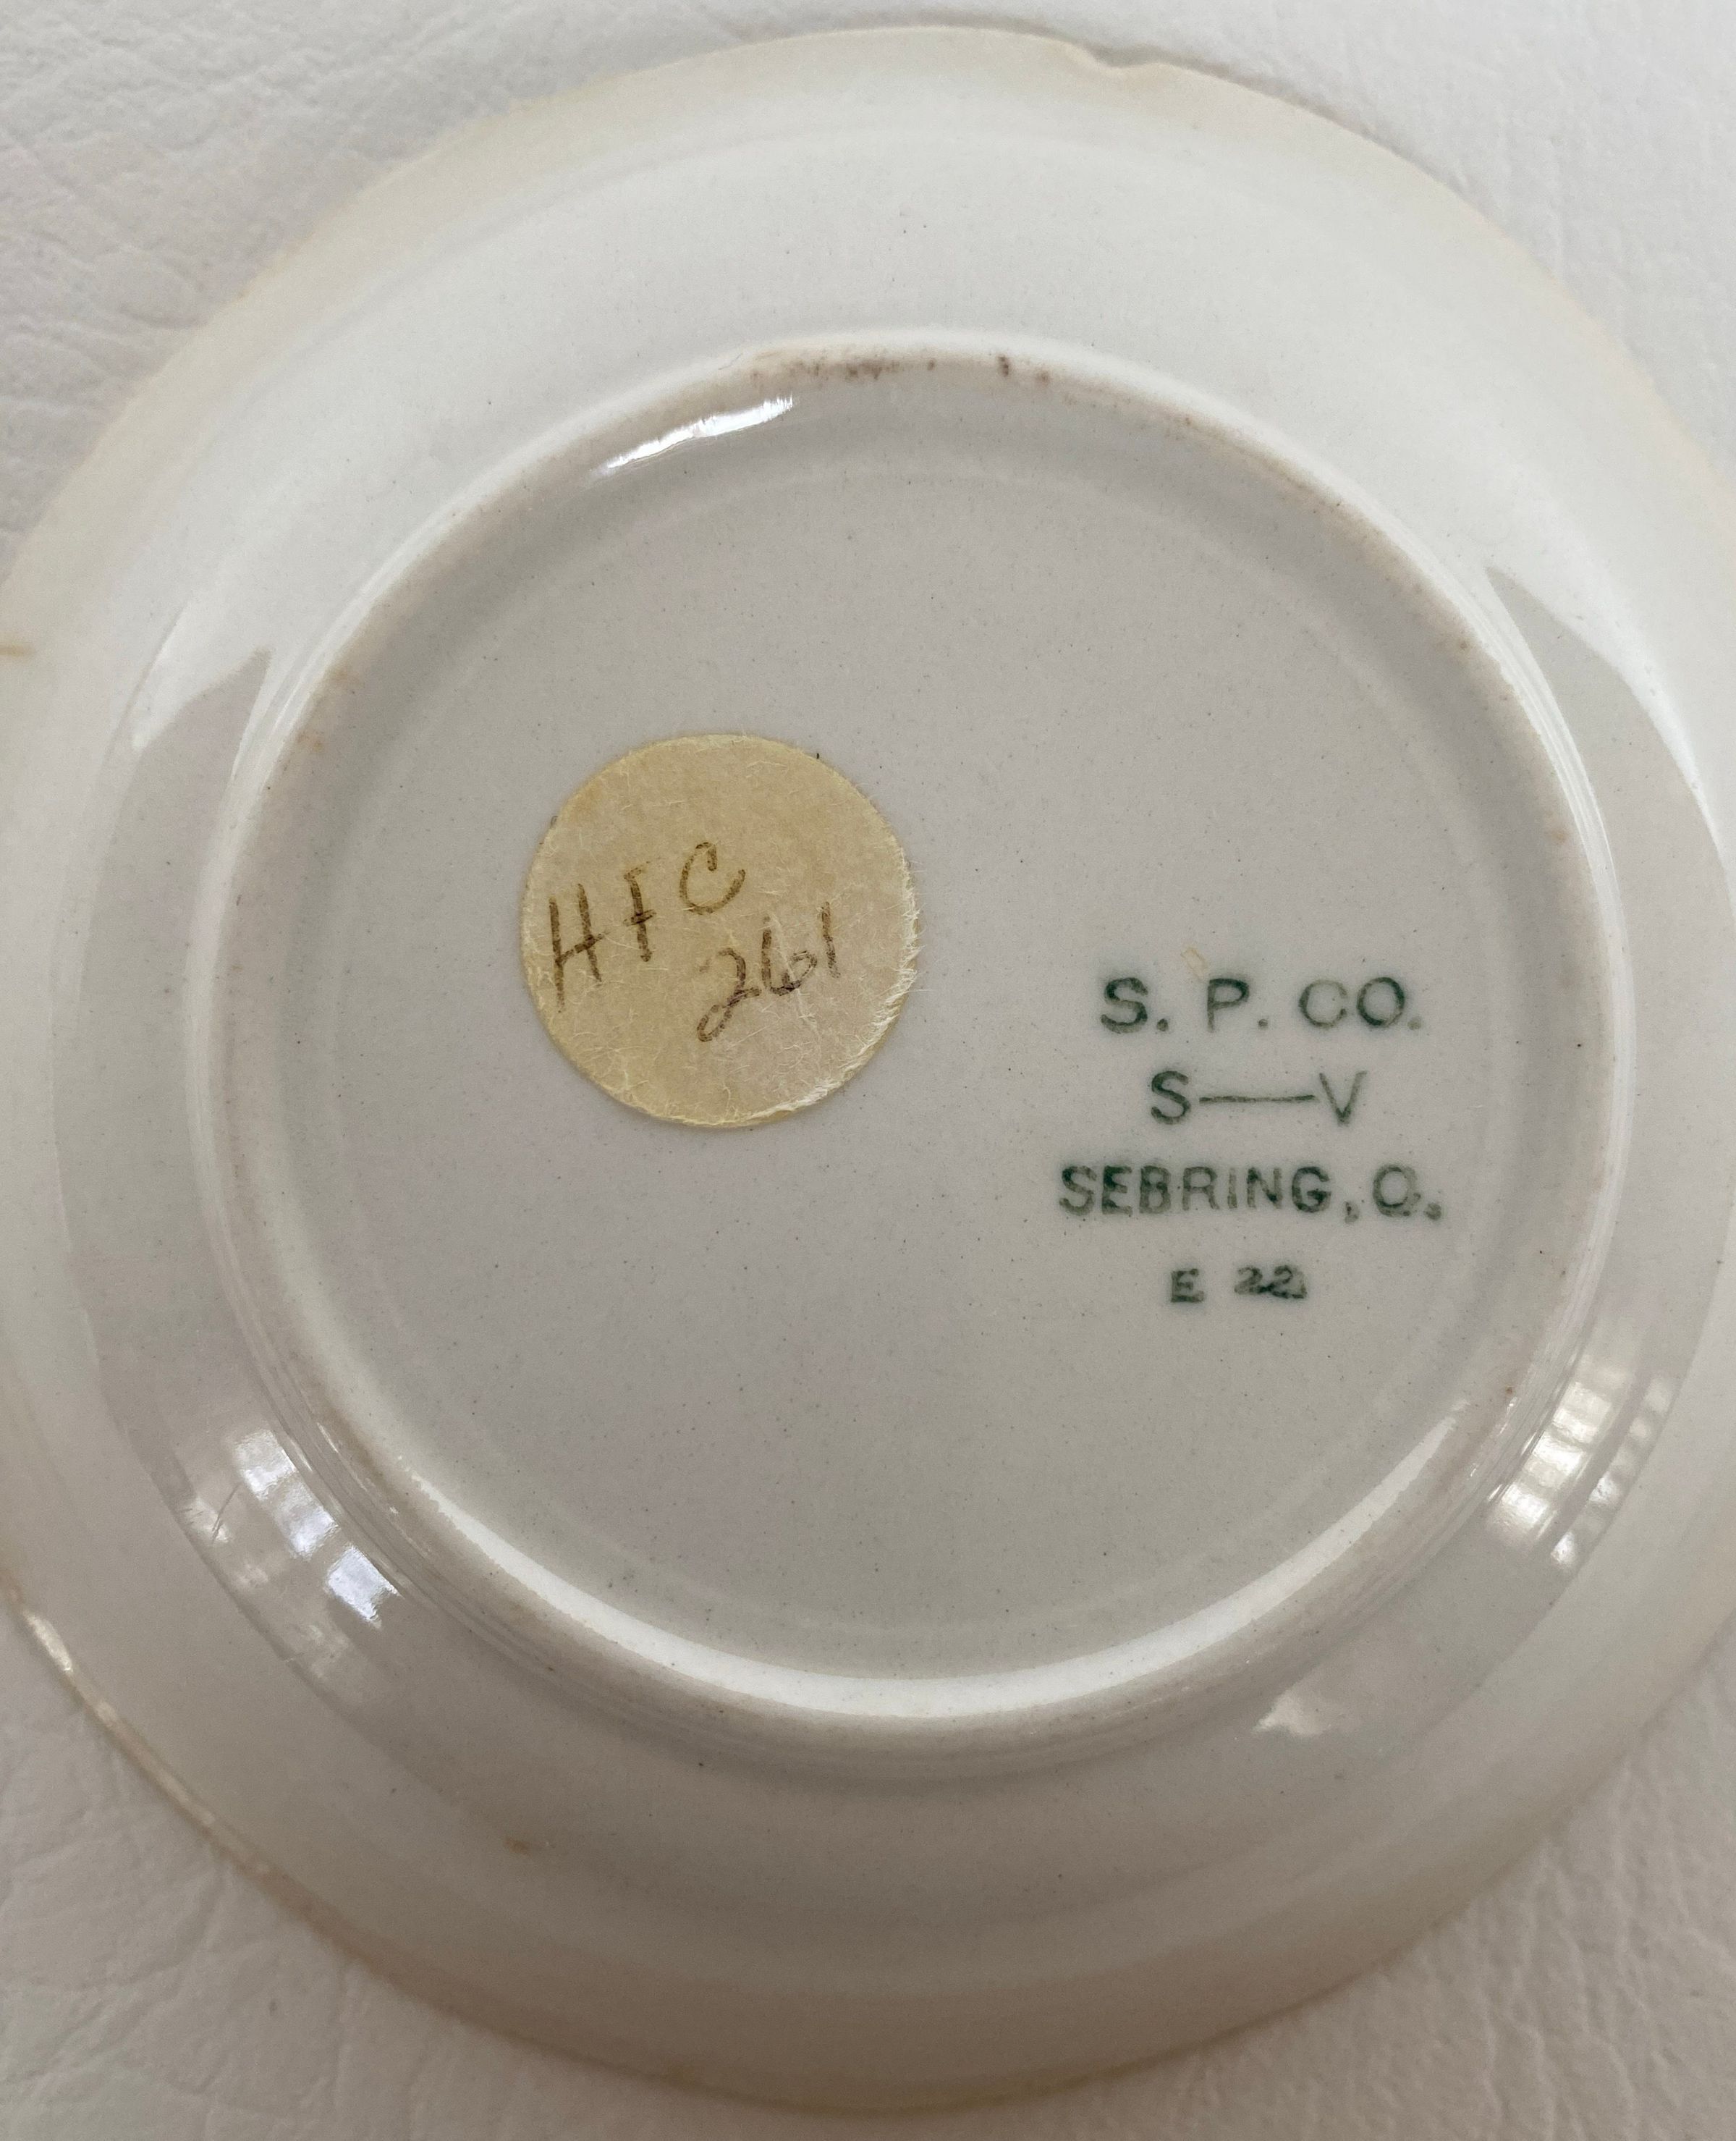 HFC
261
S. P. CO.
S—V
SEBRING, O.
E 22